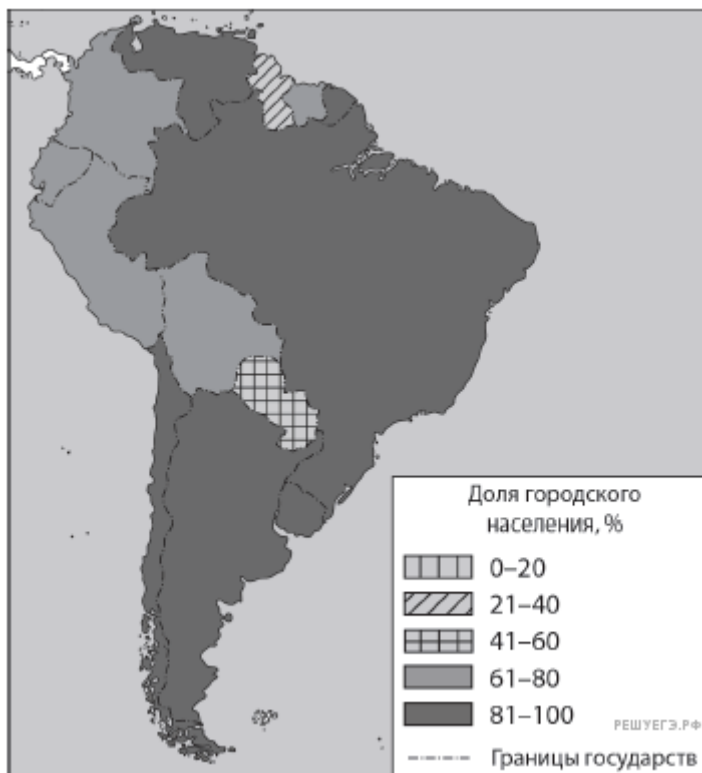 Доля городского
населения, %
0–20
21–40
41–60
61–80
81–100
РЕШУЕГЭ.РФ
Границы государств